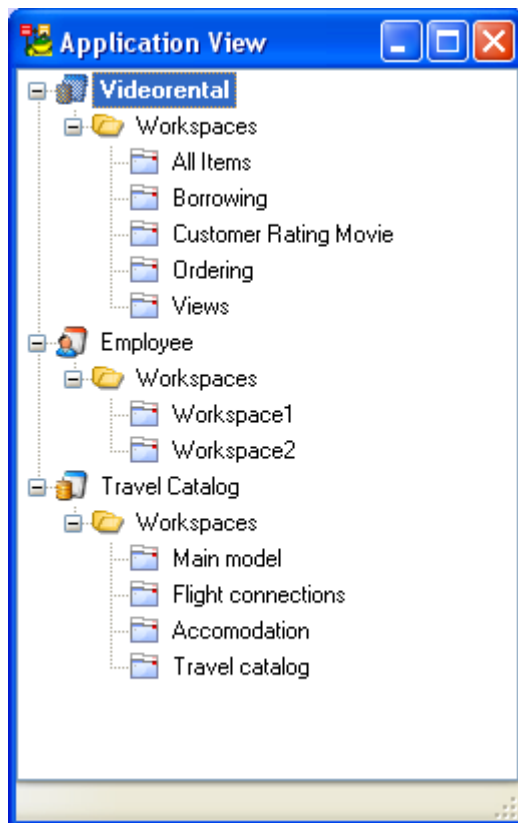 Application View
Videorental
Workspaces
All Items
Borrowing
Customer Rating Movie
Ordering
Views
Employee
Workspaces
Workspace1
Workspace2
Travel Catalog
Workspaces
Main model
Flight connections
Accomodation
Travel catalog